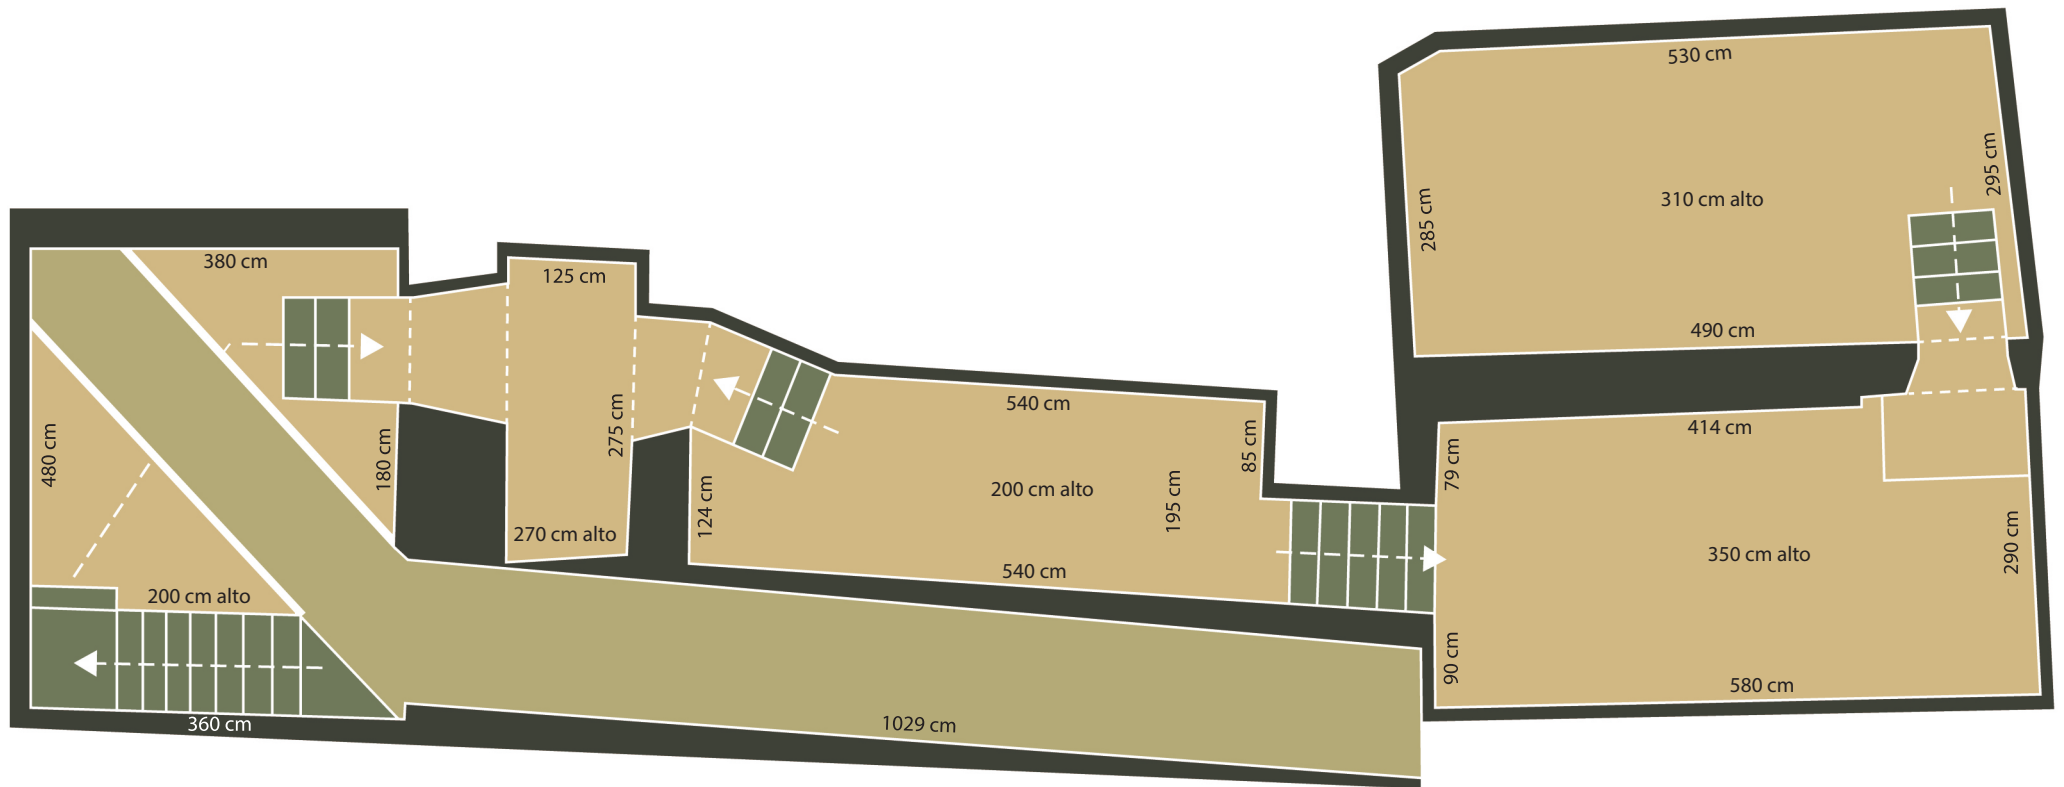 530 cm
295 cm
310 cm alto
285 cm
490 cm
380 cm
125 cm
480 cm
180 cm
275 cm
270 cm alto
200 cm alto
360 cm
540 cm
85 cm
124 cm
200 cm alto
195 cm
540 cm
1029 cm
414 cm
79 cm
350 cm alto
290 cm
90 cm
580 cm